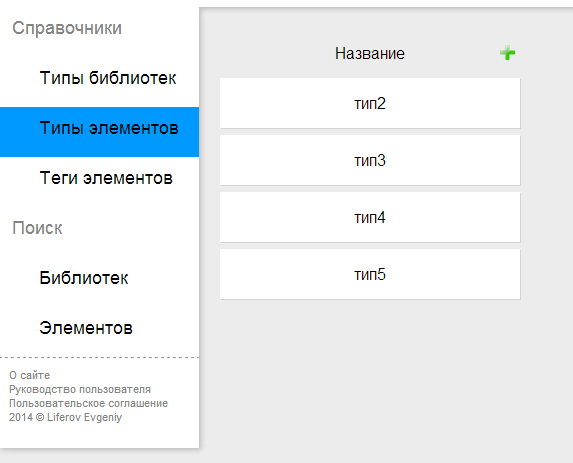 Справочники
Типы библиотек
Типы элементов
Теги элементов
Поиск
Библиотек
Элементов
О сайте
Руководство пользователя
Пользовательское соглашение
2014 © Liferov Evgeniy
Название
тип2
тип3
тип4
тип5